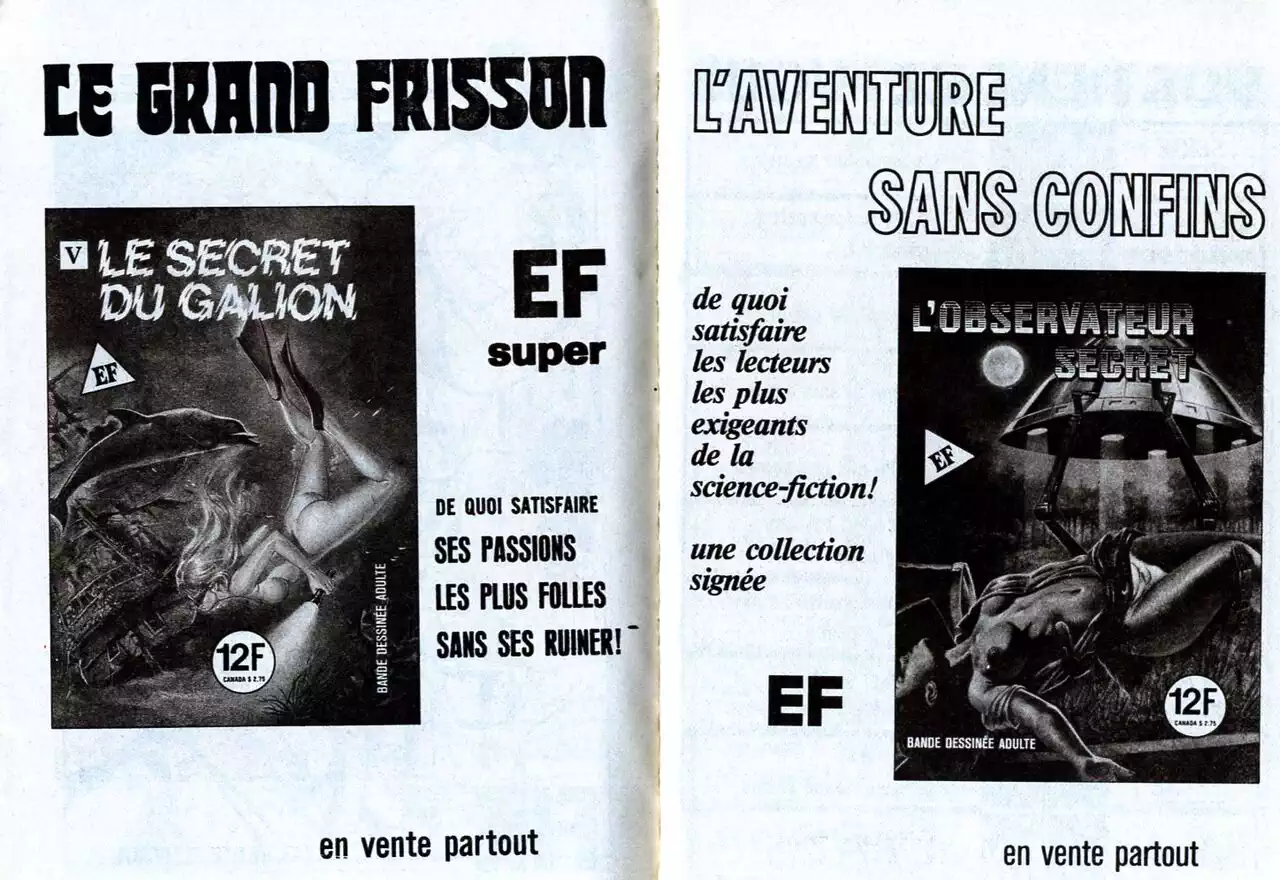 LE GRAND FRISSON
V
LE SECRET
DU GALION
EF
12F
CANADA $ 2.75
BANDE DESSINÉE ADULTE
EF
super
DE QUOI SATISFAIRE
SES PASSIONS
LES PLUS FOLLES
SANS SES RUINER!
en vente partout
L'AVENTURE
SANS CONFINS
de quoi
satisfaire
les lecteurs
les plus
exigeants
de la
science-fiction!
une collection
signée
EF
L'OBSERVATEUR
SECRET
EF
12F
CANADA $ 2.75
BANDE DESSINÉE ADULTE
en vente partout